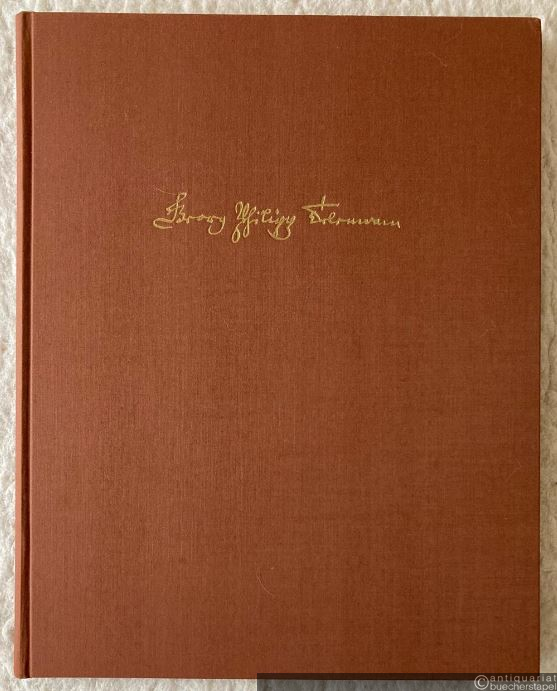 Georg Philipp Telemann
© antiquariat
buecherstapel